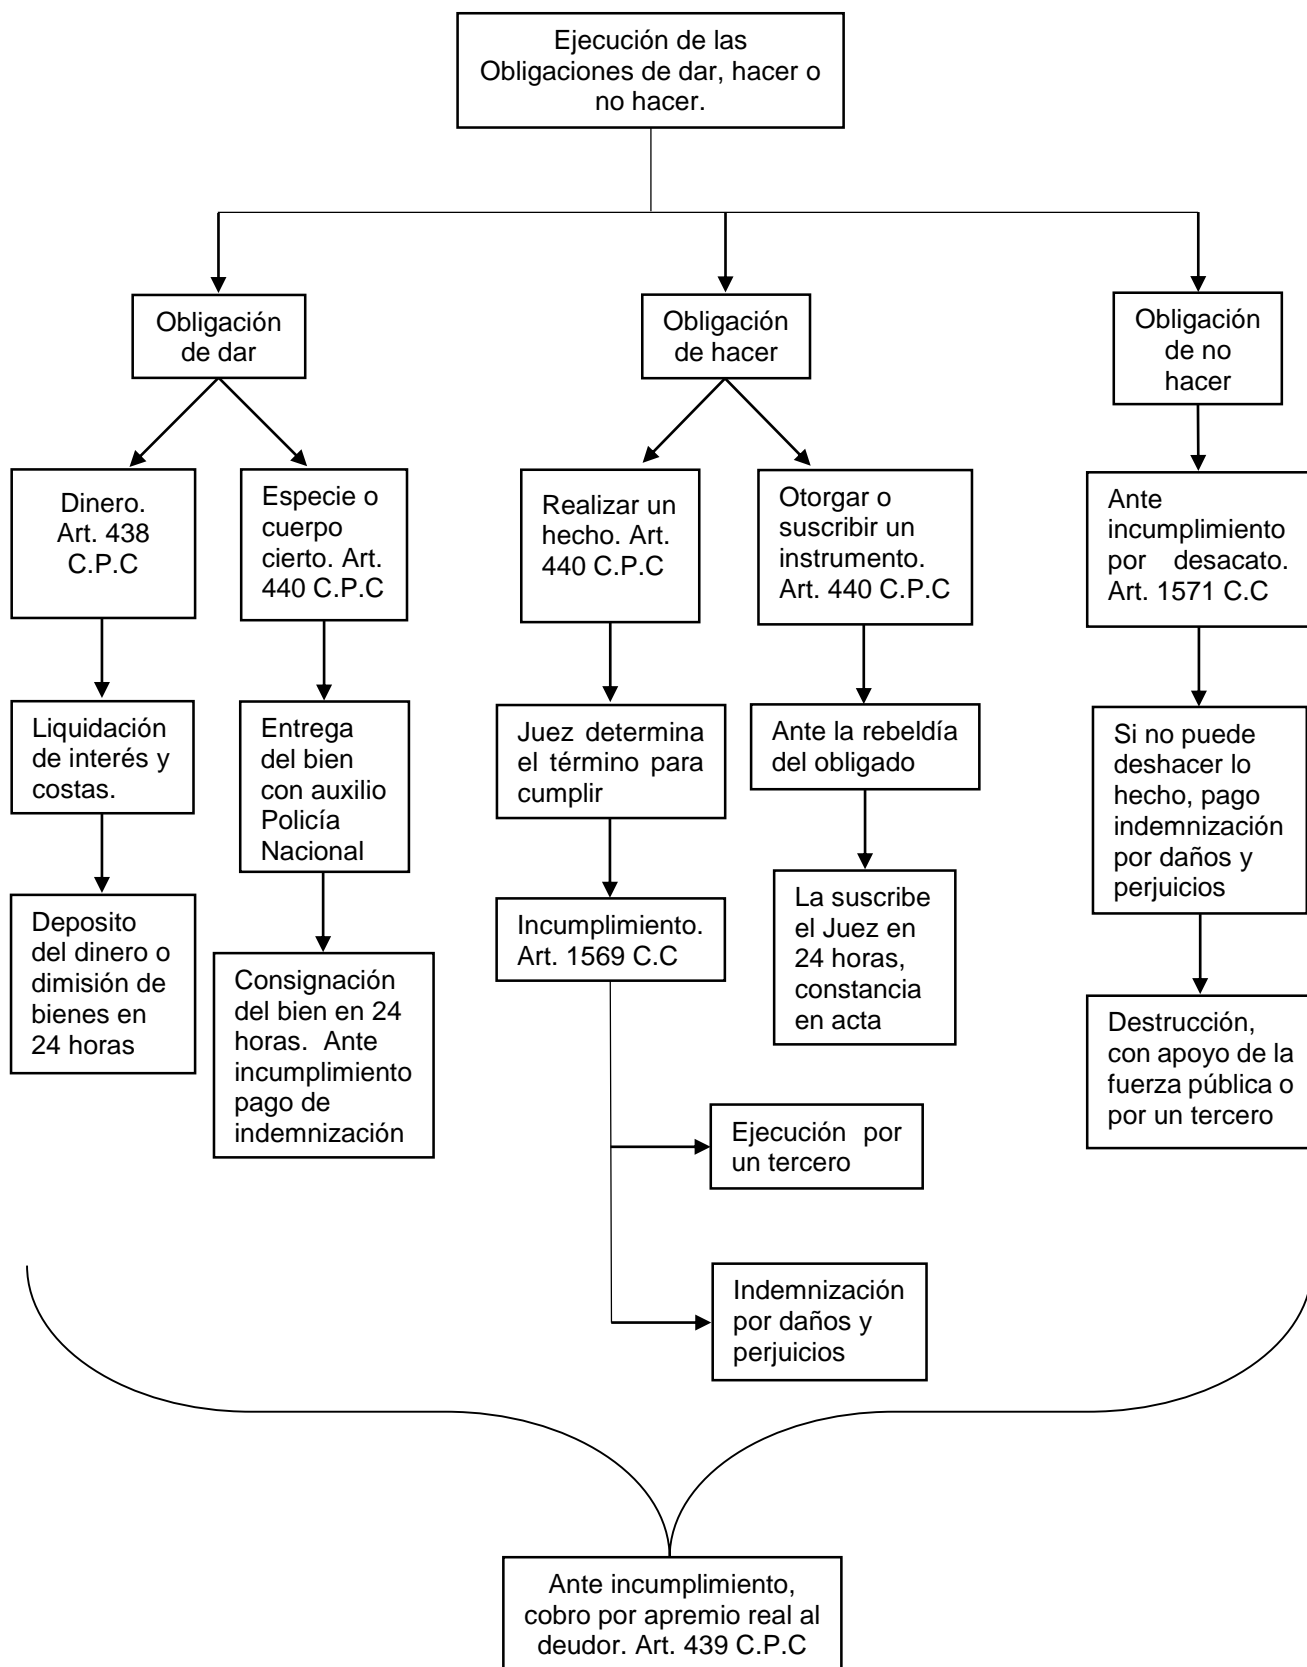 Ejecución de las
Obligaciones de dar, hacer o
no hacer.
Obligación
de dar
Obligación
de hacer
Obligación
de no
hacer
Dinero.
Art. 438
C.P.C
Especie o
cuerpo
cierto. Art.
440 C.P.C
Realizar un
hecho. Art.
440 C.P.C
Otorgar o
suscribir un
instrumento.
Art. 440 C.P.C
Ante
incumplimiento
por desacato.
Art. 1571 C.C
Liquidación
de interés y
costas.
Entrega
del bien
con auxilio
Policía
Nacional
Juez determina
el término para
cumplir
Ante la rebeldía
del obligado
Si no puede
deshacer lo
hecho, pago
indemnización
por daños y
perjuicios
Deposito
del dinero o
dimisión de
bienes en
24 horas
Consignación
del bien en 24
horas. Ante
incumplimiento
pago de
indemnización
Incumplimiento.
Art. 1569 C.C
La suscribe
el Juez en
24 horas,
constancia
en acta
Destrucción,
con apoyo de la
fuerza pública o
por un tercero
Ejecución por
un tercero
Indemnización
por daños y
perjuicios
Ante incumplimiento,
cobro por apremio real al
deudor. Art. 439 C.P.C